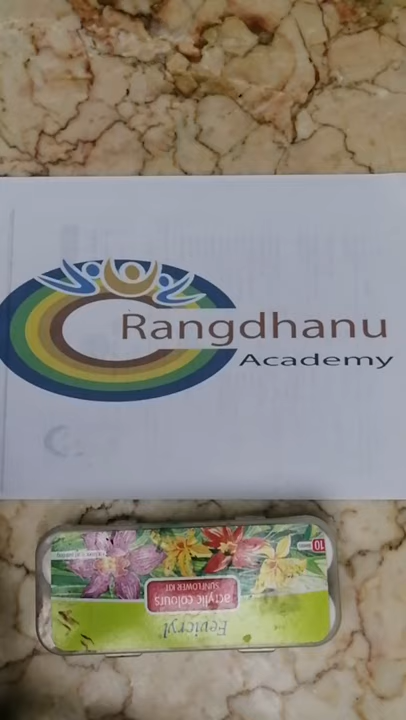 Rangdhanu
Academy
Fevicryl
acrylic colours
SUNFLOWER KIT
10